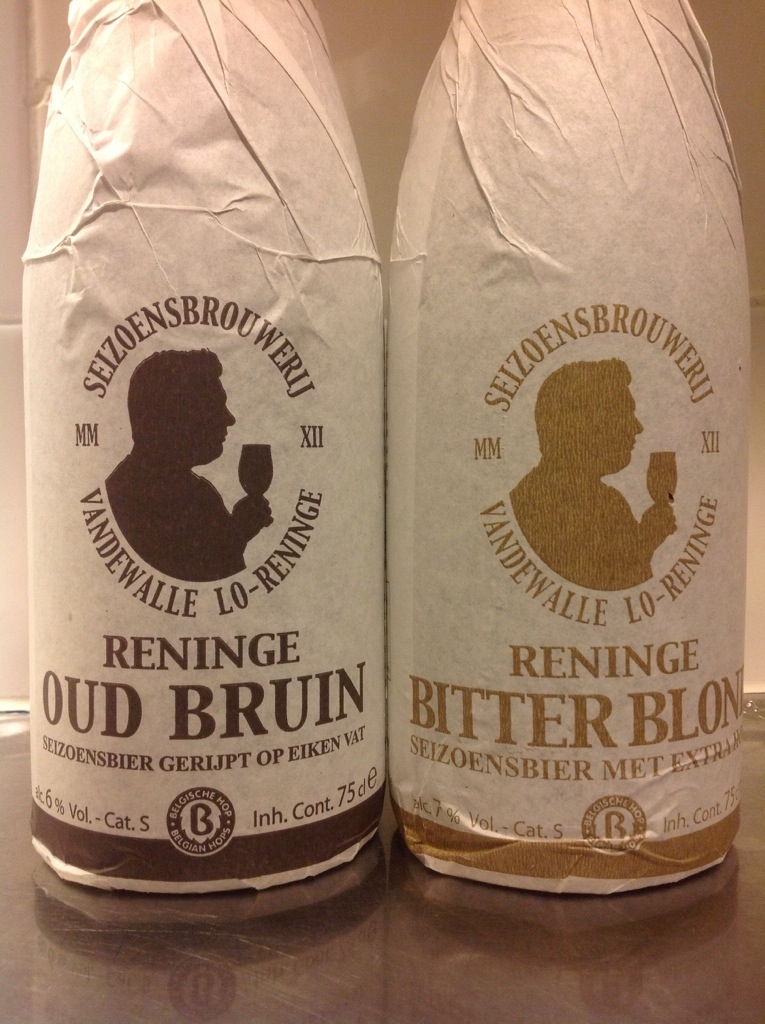 SEIZOENSBROUWERIJ
MM XII
VANDEWALLE LO-RENINGE
RENINGE
OUD BRUIN
SEIZOENSBIER GERIJPT OP EIKEN VAT
alc. 6 % Vol. - Cat. S
BELGISCHE HOP
B
BELGIAN HOPS
Inh. Cont. 75 cl e
SEIZOENSBROUWERIJ
MM XII
VANDEWALLE LO-RENINGE
RENINGE
BITTER BLON
SEIZOENSBIER MET EXTRA
alc. 7 % Vol. - Cat. S
BELGISCHE HOP
B
Inh. Cont. 75